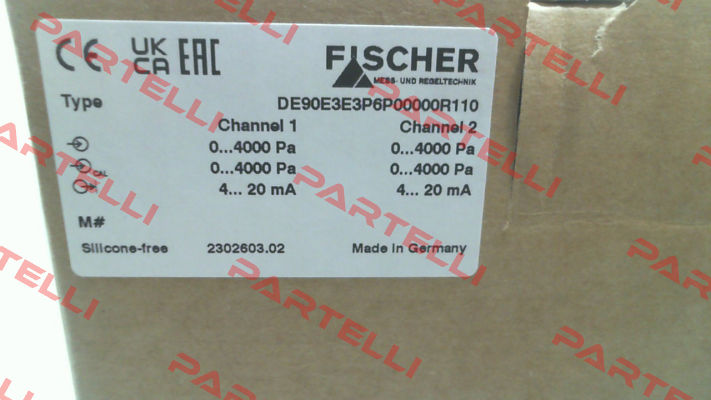 CE UK CA EAC FISCHER
MESS- UND REGELTECHNIK
Type DE90E3E3P6P00000R110
Channel 1 Channel 2
0...4000 Pa 0...4000 Pa
CAL 0...4000 Pa 0...4000 Pa
4... 20 mA 4... 20 mA
M#
Silicone-free 2302603.02 Made in Germany
PARTELLI
PARTELLI
PARTELLI
PARTELLI
PARTELLI
PARTELLI
PARTELLI